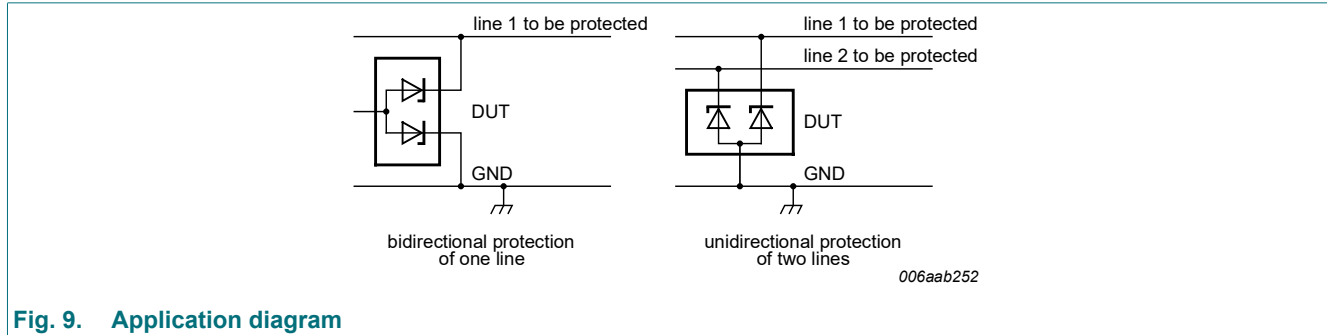 line 1 to be protected
DUT
GND
bidirectional protection
of one line
line 1 to be protected
line 2 to be protected
DUT
GND
unidirectional protection
of two lines
006aab252
Fig. 9. Application diagram